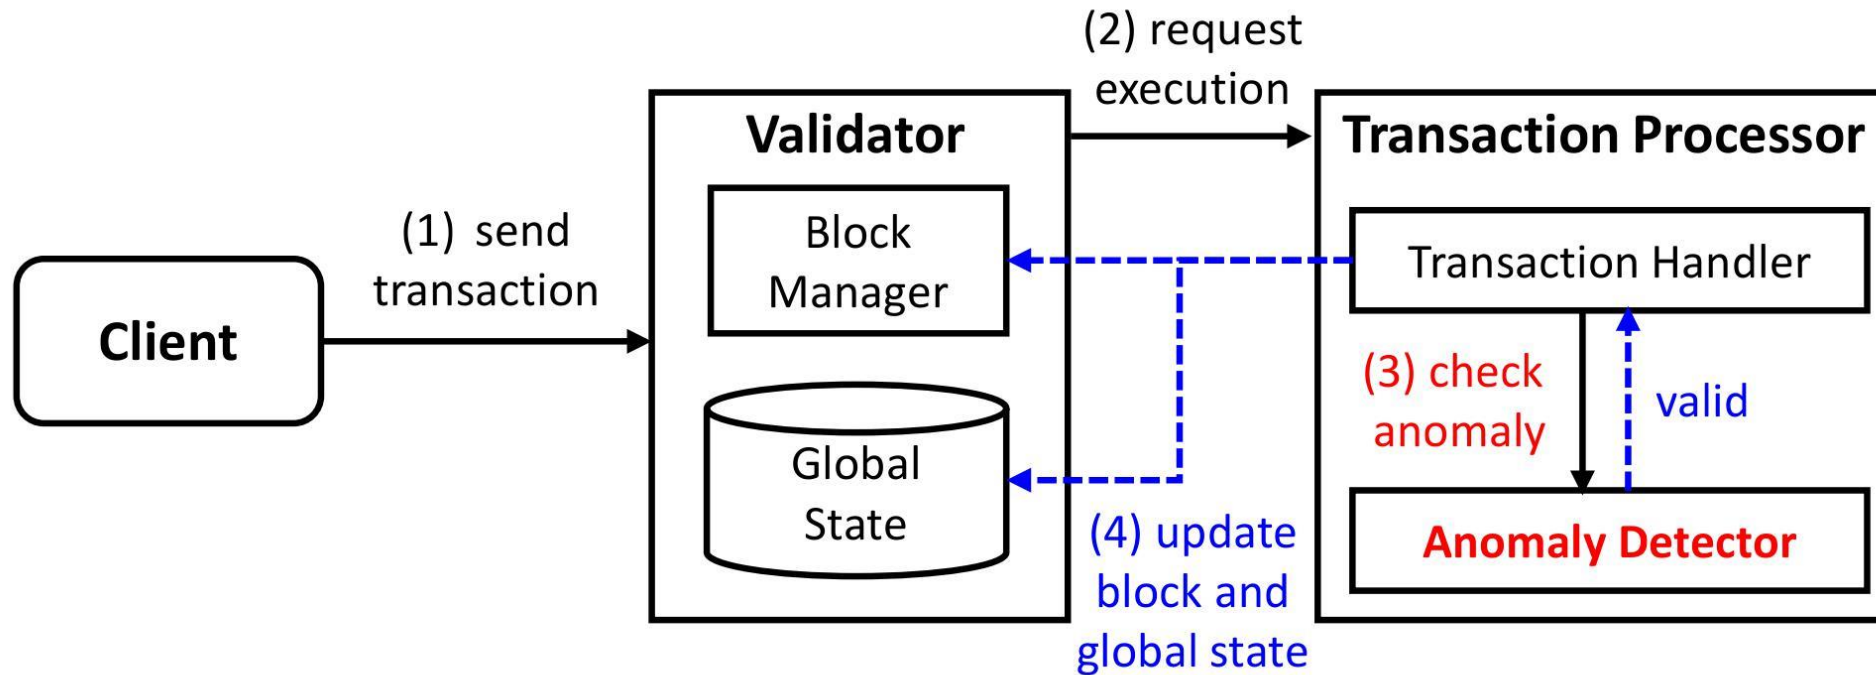 Client
(1) send
transaction
Validator
Block
Manager
Global
State
(2) request
execution
Transaction Processor
Transaction Handler
(3) check
anomaly
valid
Anomaly Detector
(4) update
block and
global state